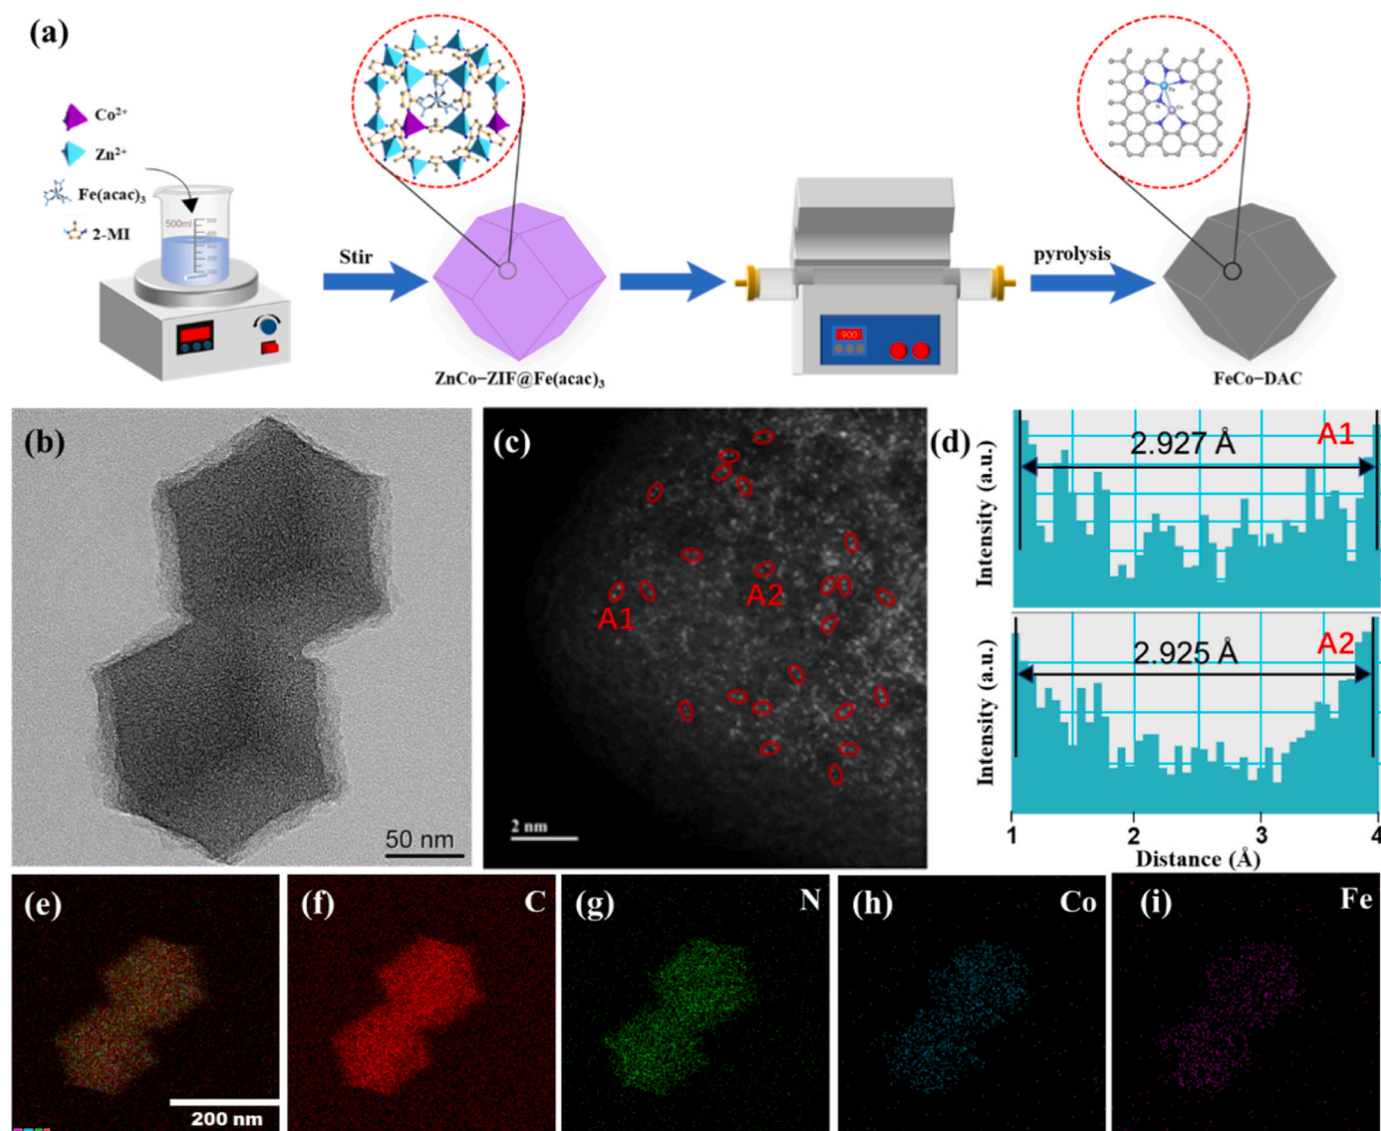 (a)
Co²⁺
Zn²⁺
Fe(acac)₃
2-MI
500ml
Stir
ZnCo−ZIF@Fe(acac)₃
900
pyrolysis
FeCo−DAC
(b)
50 nm
(c)
A1
A2
2 nm
(d)
A1
2.927 Å
Intensity (a.u.)
A2
2.925 Å
Intensity (a.u.)
1 2 3 4
Distance (Å)
(e)
200 nm
(f) C
(g) N
(h) Co
(i) Fe